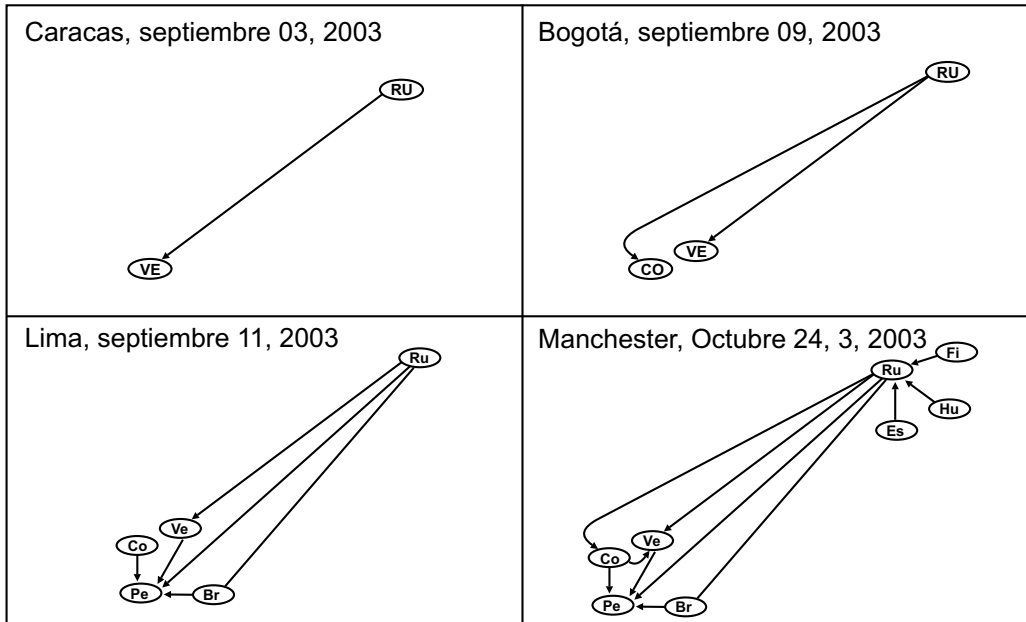 Caracas, septiembre 03, 2003
RU
VE
Bogotá, septiembre 09, 2003
RU
VE
CO
Lima, septiembre 11, 2003
Ru
Ve
Co
Pe
Br
Manchester, Octubre 24, 3, 2003
Fi
Ru
Hu
Es
Ve
Co
Pe
Br